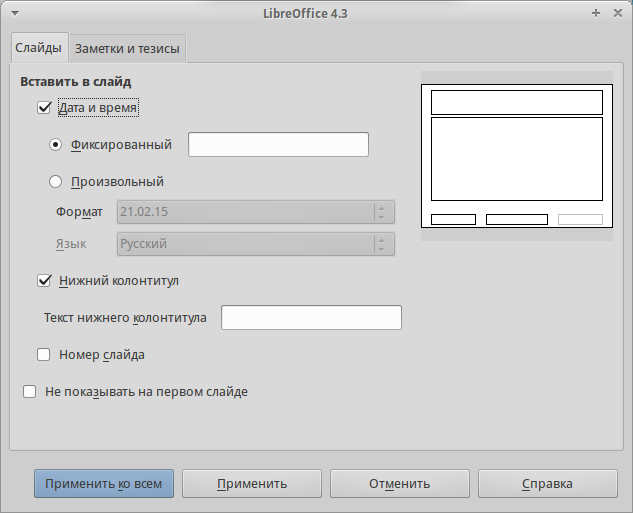 LibreOffice 4.3
Слайды
Заметки и тезисы
Вставить в слайд
Дата и время
Фиксированный
Произвольный
Формат
21.02.15
Язык
Русский
Нижний колонтитул
Текст нижнего колонтитула
Номер слайда
Не показывать на первом слайде
Применить ко всем
Применить
Отменить
Справка